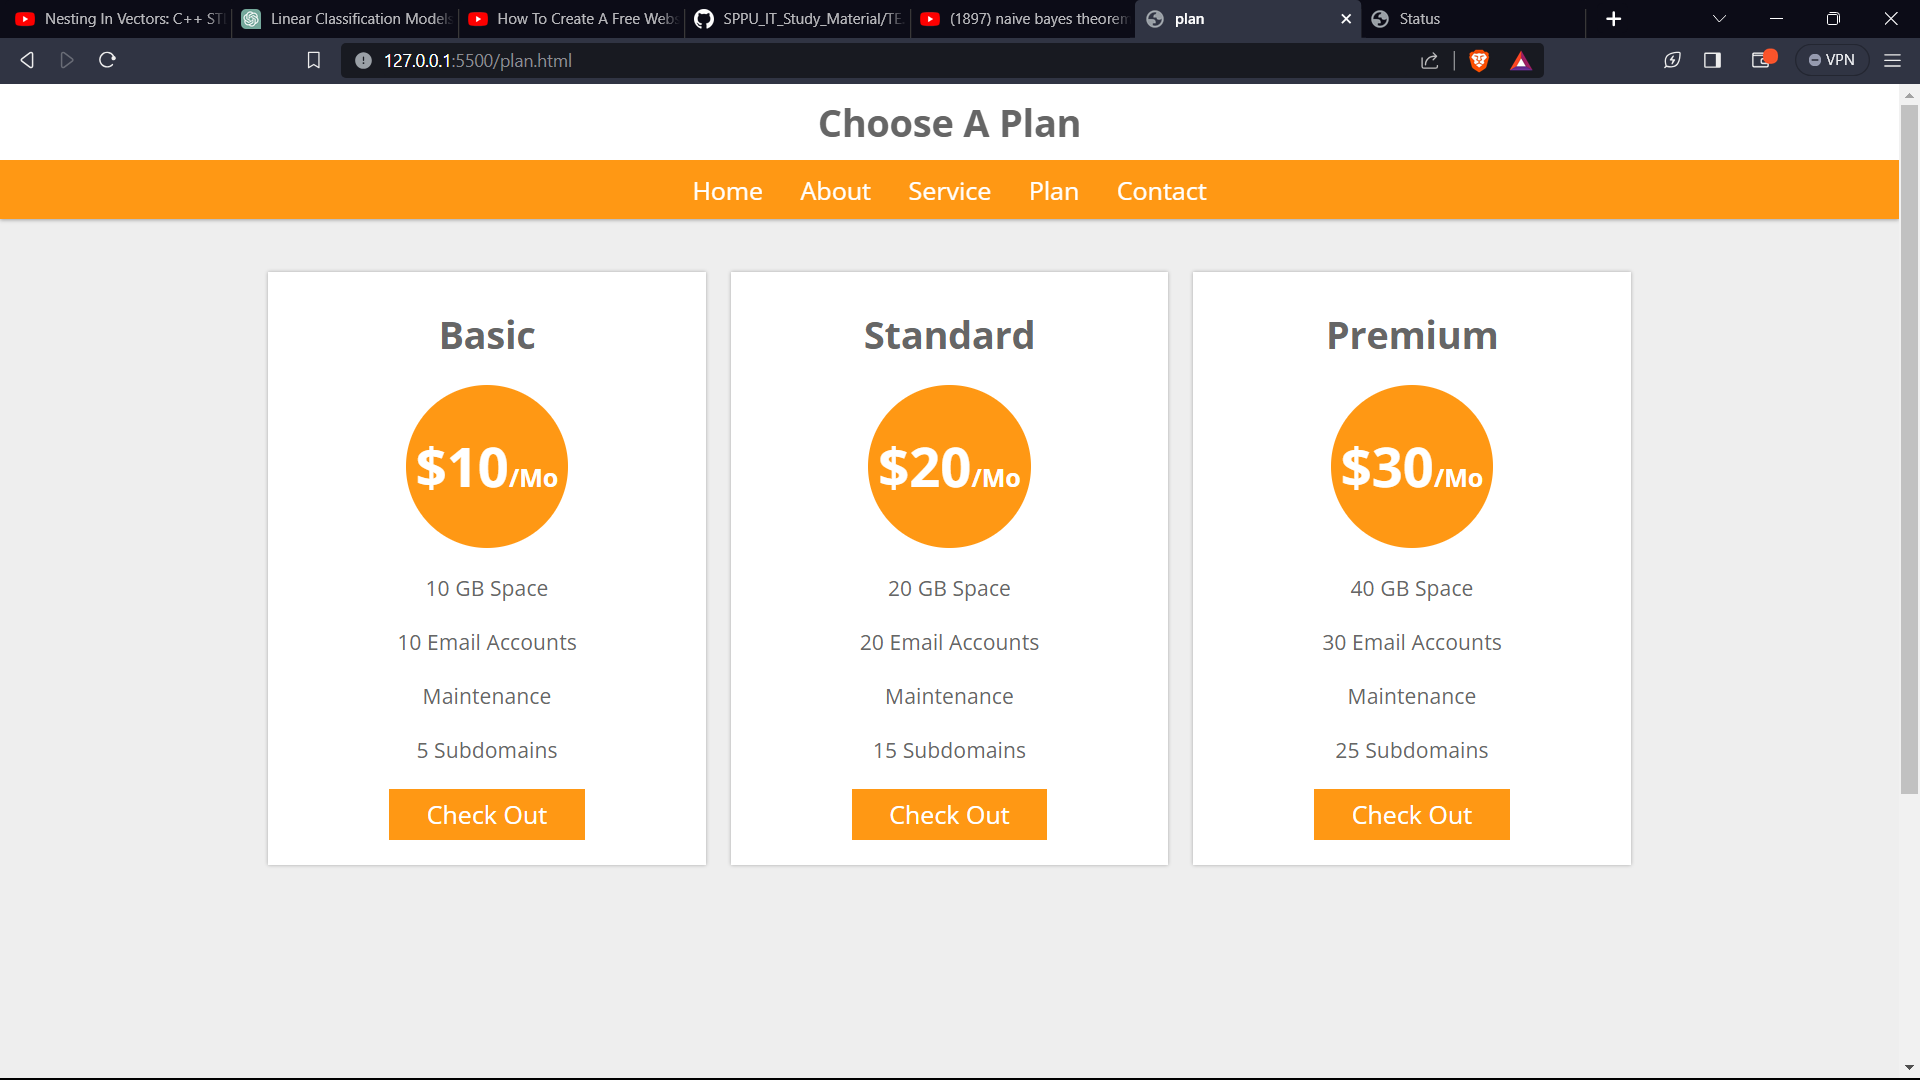 Nesting In Vectors: C++ ST
Linear Classification Models
How To Create A Free Webs
SPPU_IT_Study_Material/TE
(1897) naive bayes theorem
plan
Status
127.0.0.1:5500/plan.html
VPN
Choose A Plan
Home About Service Plan Contact
Basic Standard Premium
$10/Mo $20/Mo $30/Mo
10 GB Space 20 GB Space 40 GB Space
10 Email Accounts 20 Email Accounts 30 Email Accounts
Maintenance Maintenance Maintenance
5 Subdomains 15 Subdomains 25 Subdomains
Check Out Check Out Check Out